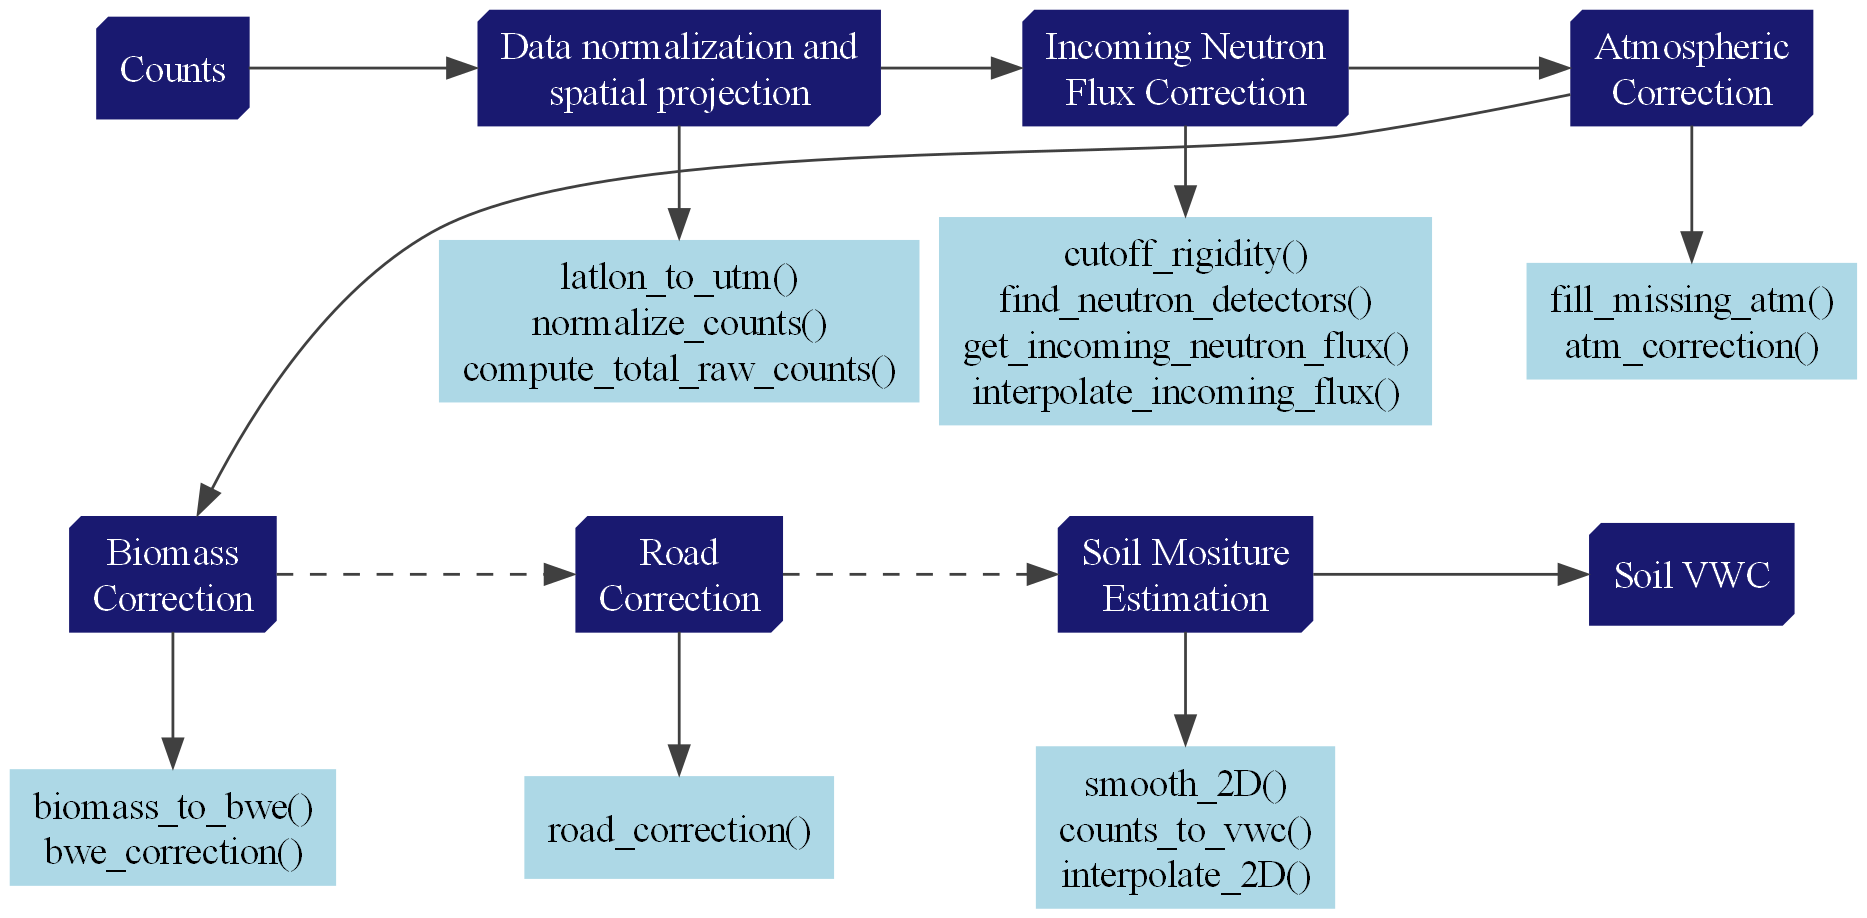 Counts
Data normalization and
spatial projection
Incoming Neutron
Flux Correction
Atmospheric
Correction
latlon_to_utm()
normalize_counts()
compute_total_raw_counts()
cutoff_rigidity()
find_neutron_detectors()
get_incoming_neutron_flux()
interpolate_incoming_flux()
fill_missing_atm()
atm_correction()
Biomass
Correction
Road
Correction
Soil Mositure
Estimation
Soil VWC
biomass_to_bwe()
bwe_correction()
road_correction()
smooth_2D()
counts_to_vwc()
interpolate_2D()